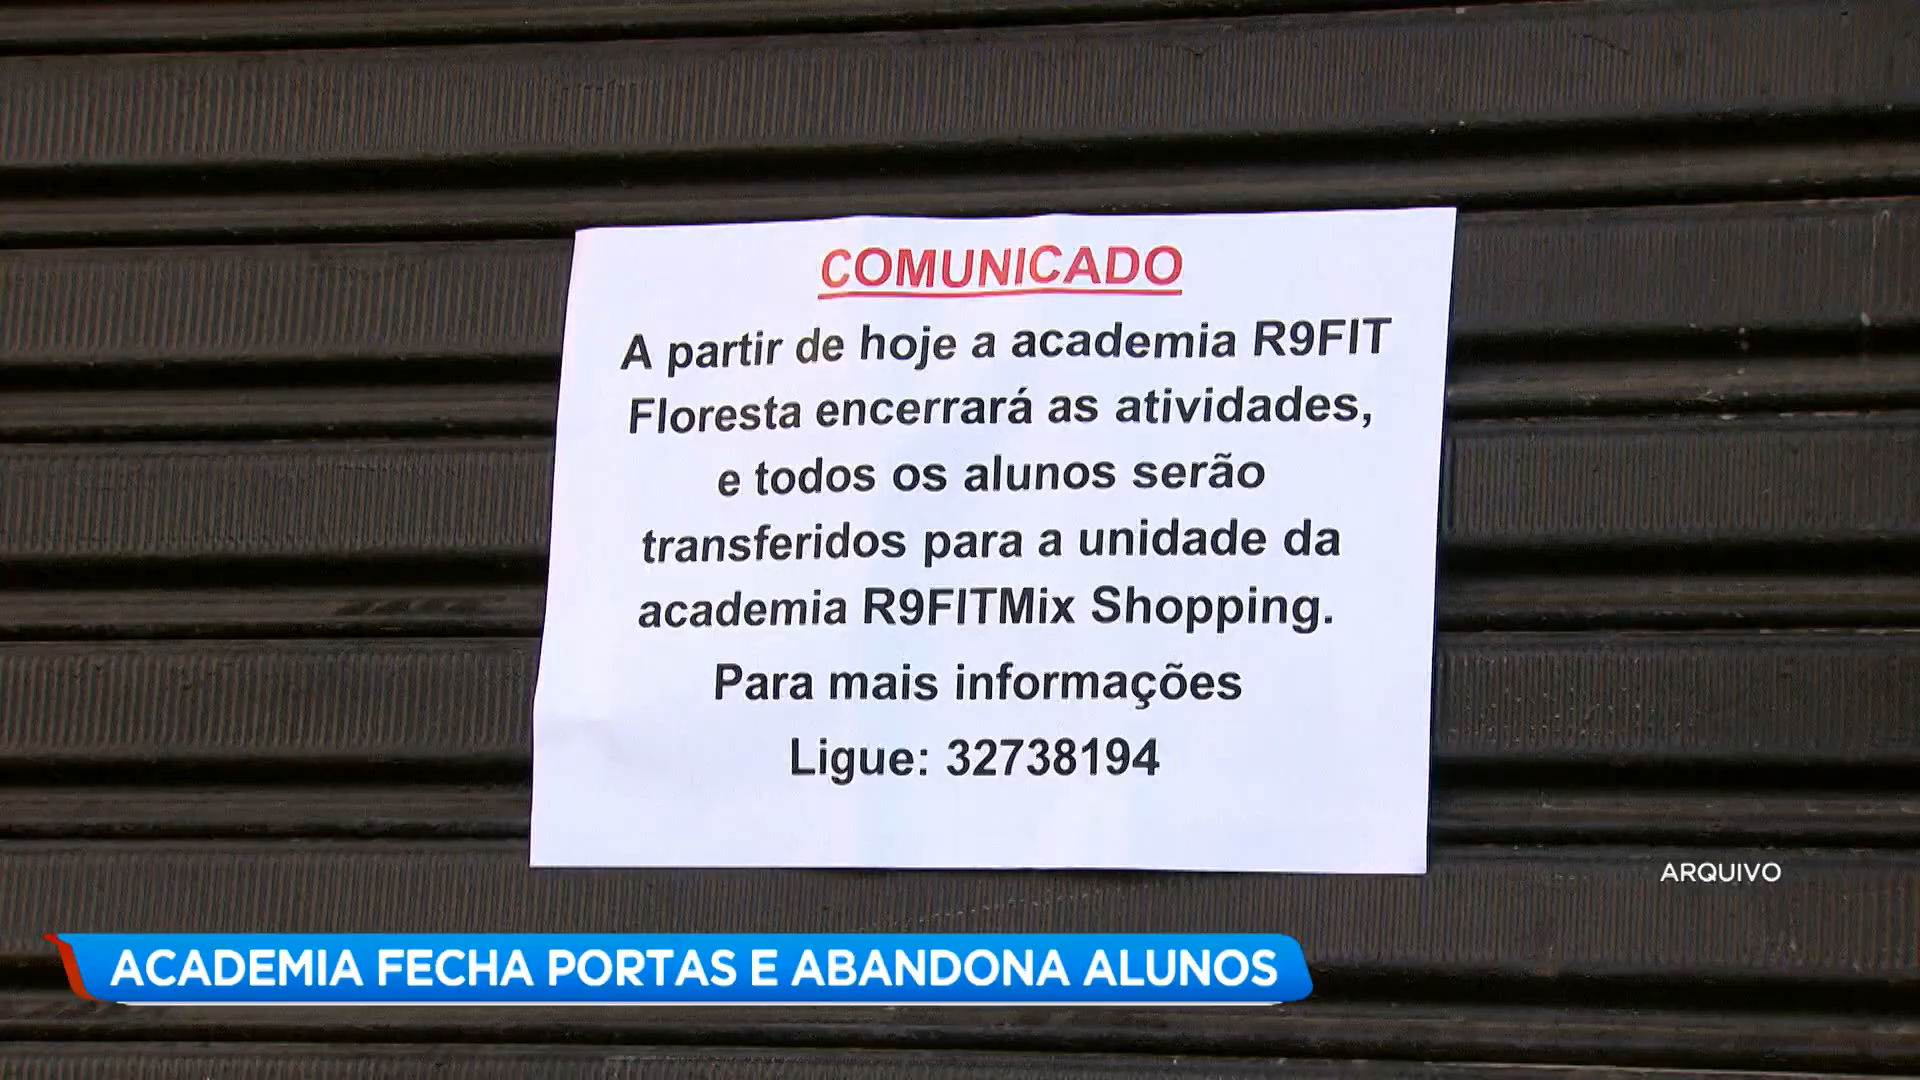 COMUNICADO
A partir de hoje a academia R9FIT
Floresta encerrará as atividades,
e todos os alunos serão
transferidos para a unidade da
academia R9FITMix Shopping.
Para mais informações
Ligue: 32738194
ARQUIVO
ACADEMIA FECHA PORTAS E ABANDONA ALUNOS